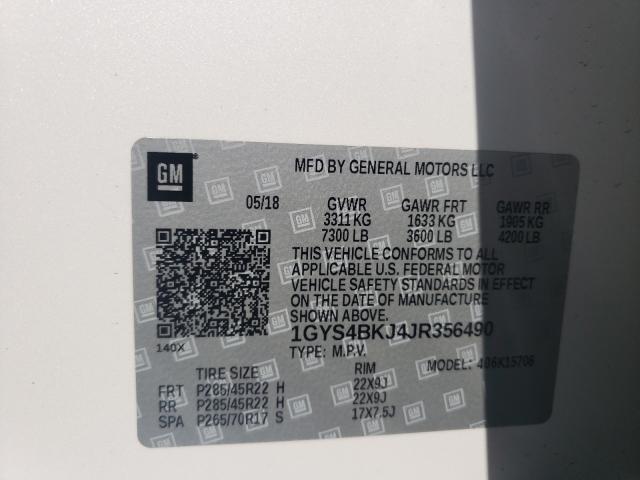 GM
MFD BY GENERAL MOTORS LLC
05/18 GVWR GAWR FRT GAWR RR
3311 KG 1633 KG 1905 KG
7300 LB 3600 LB 4200 LB
THIS VEHICLE CONFORMS TO ALL
APPLICABLE U.S. FEDERAL MOTOR
VEHICLE SAFETY STANDARDS IN EFFECT
ON THE DATE OF MANUFACTURE
SHOWN ABOVE.
140X
1GYS4BKJ4JR356490
TYPE: M.P.V. MODEL: 4G6K15706
TIRE SIZE RIM
FRT P285/45R22 H 22X9J
RR P285/45R22 H 22X9J
SPA P265/70R17 S 17X7.5J